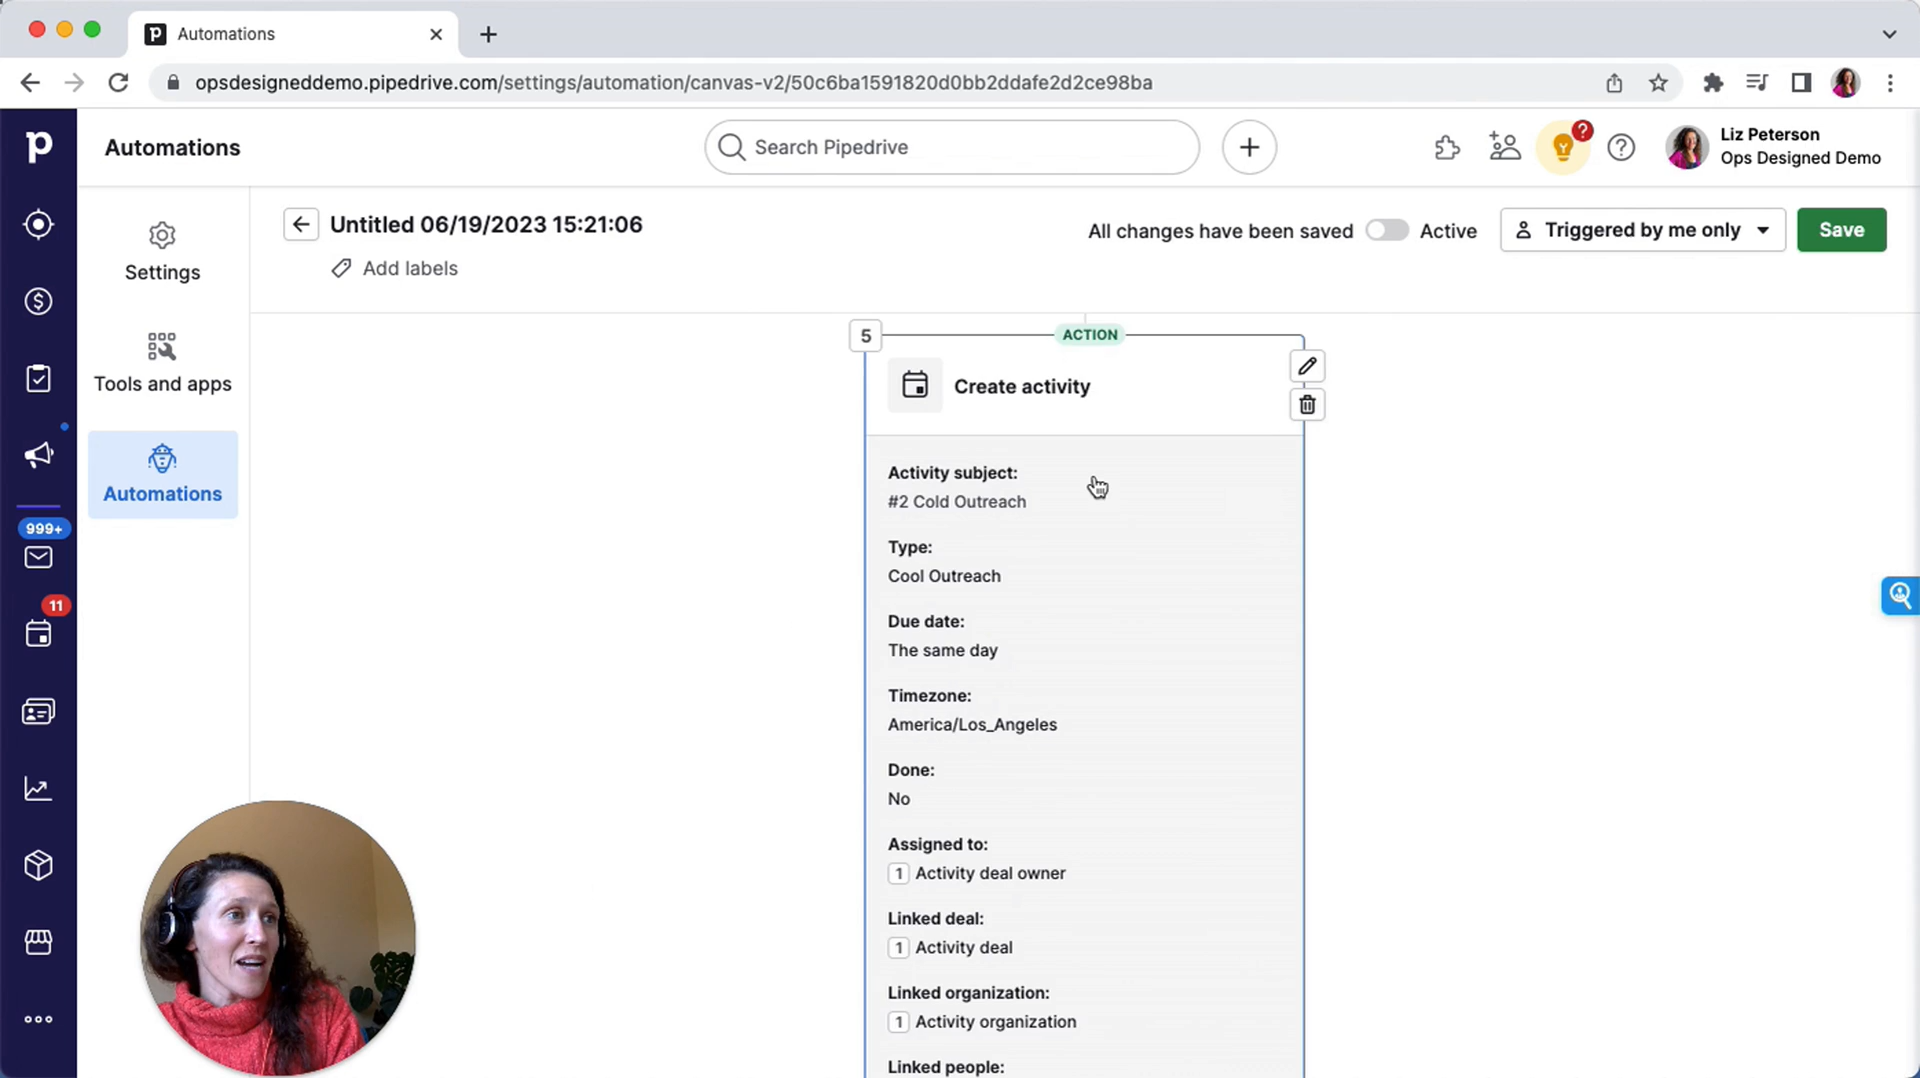 Automations
opsdesigneddemo.pipedrive.com/settings/automation/canvas-v2/50c6ba1591820d0bb2ddafe2d2ce98ba
Automations
Search Pipedrive
?
Liz Peterson
Ops Designed Demo
Settings
Tools and apps
Automations
999+
11
Untitled 06/19/2023 15:21:06
Add labels
All changes have been saved
Active
Triggered by me only
Save
5
ACTION
Create activity
Activity subject:
#2 Cold Outreach
Type:
Cool Outreach
Due date:
The same day
Timezone:
America/Los_Angeles
Done:
No
Assigned to:
1 Activity deal owner
Linked deal:
1 Activity deal
Linked organization:
1 Activity organization
Linked people: